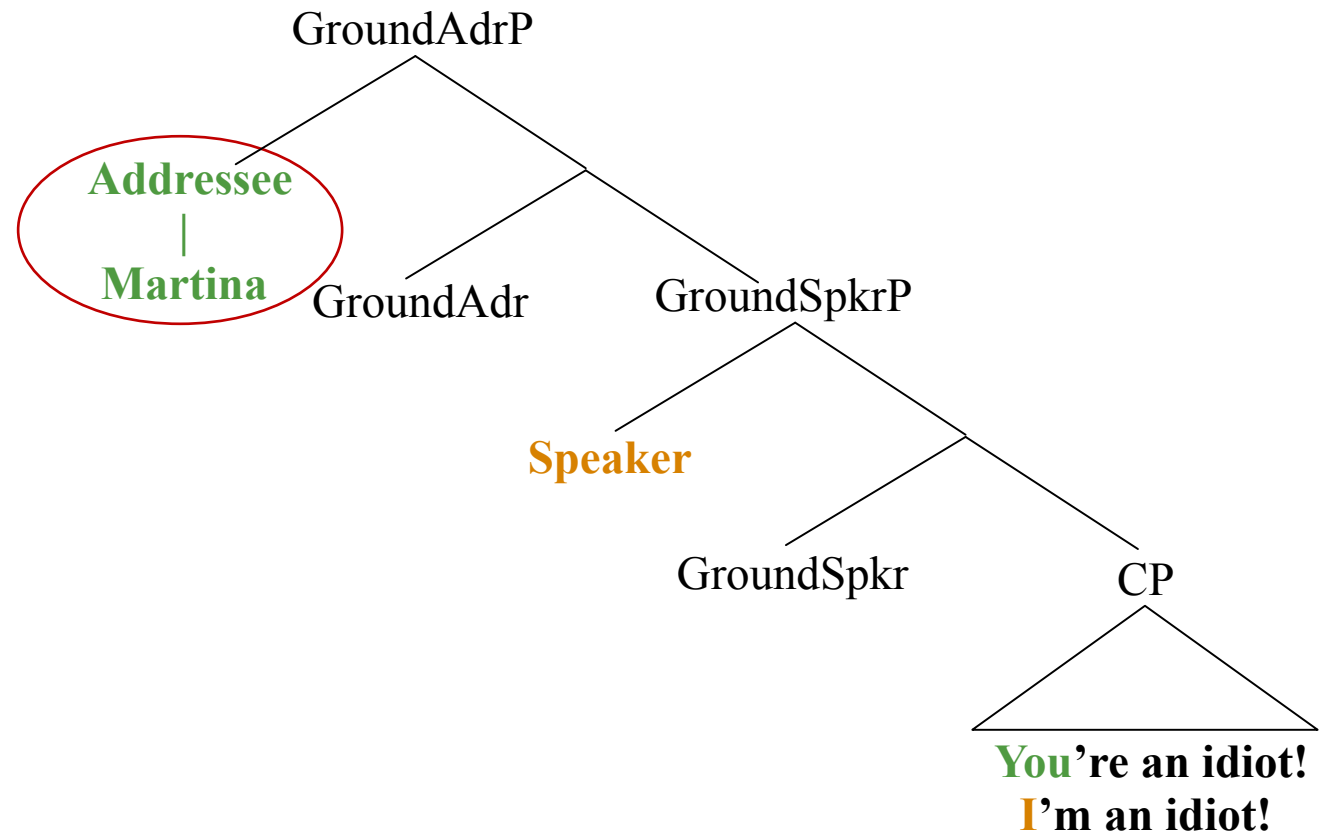 GroundAdrP
Addressee
|
Martina
GroundAdr
GroundSpkrP
Speaker
GroundSpkr
CP
You’re an idiot!
I’m an idiot!